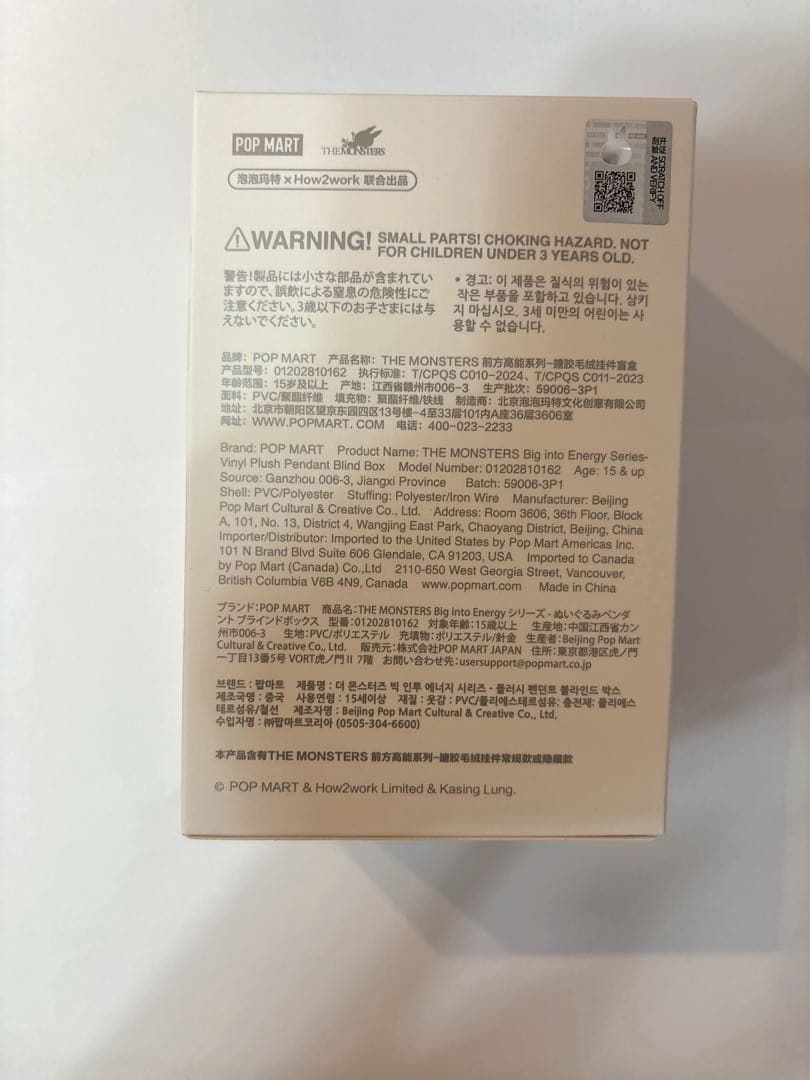 POP MART THE MONSTERS
泡泡玛特×How2work 联合出品
开证 SCRATCH OFF
刮验 AND VERIFY
WARNING! SMALL PARTS! CHOKING HAZARD. NOT
FOR CHILDREN UNDER 3 YEARS OLD.
警告!製品には小さな部品が含まれてい
ますので、誤飲による窒息の危険性にご
注意ください。3歳以下のお子さまには与
えないでください。
* 경고: 이 제품은 질식의 위험이 있는
작은 부품을 포함하고 있습니다. 삼키
지 마십시오. 3세 미만의 어린이는 사
용할 수 없습니다.
品牌: POP MART 产品名称: THE MONSTERS 前方高能系列-搪胶毛绒挂件盲盒
产品型号: 01202810162 执行标准: T/CPQS C010-2024、T/CPQS C011-2023
年龄范围: 15岁及以上 产地: 江西省赣州市006-3 生产批次: 59006-3P1
面料: PVC/聚酯纤维 填充物: 聚酯纤维/铁线 制造商: 北京泡泡玛特文化创意有限公司
地址: 北京市朝阳区望京东园四区13号楼-4至33层101内A座36层3606室
网址: WWW.POPMART.COM 电话: 400-023-2233
Brand: POP MART Product Name: THE MONSTERS Big into Energy Series-
Vinyl Plush Pendant Blind Box Model Number: 01202810162 Age: 15 & up
Source: Ganzhou 006-3, Jiangxi Province Batch: 59006-3P1
Shell: PVC/Polyester Stuffing: Polyester/Iron Wire Manufacturer: Beijing
Pop Mart Cultural & Creative Co., Ltd. Address: Room 3606, 36th Floor, Block
A, 101, No. 13, District 4, Wangjing East Park, Chaoyang District, Beijing, China
Importer/Distributor: Imported to the United States by Pop Mart Americas Inc.
101 N Brand Blvd Suite 606 Glendale, CA 91203, USA Imported to Canada
by Pop Mart (Canada) Co.,Ltd 2110-650 West Georgia Street, Vancouver,
British Columbia V6B 4N9, Canada www.popmart.com Made in China
ブランド:POP MART 商品名:THE MONSTERS Big into Energy シリーズ - ぬいぐるみペンダ
ント ブラインドボックス 型番:01202810162 対象年齢:15歳以上 生産地:中国江西省カン
州市006-3 生地:PVC/ポリエステル 充填物:ポリエステル/針金 生産者:Beijing Pop Mart
Cultural & Creative Co., Ltd. 販売元:株式会社POP MART JAPAN 住所:東京都港区虎ノ門
一丁目13番5号 VORT虎ノ門II 7階 お問い合わせ先:usersupport@popmart.co.jp
브랜드 : 팝마트 제품명 : 더 몬스터즈 빅 인투 에너지 시리즈 - 플러시 펜던트 블라인드 박스
제조국명 : 중국 사용연령 : 15세이상 재질 : 옷감 : PVC/폴리에스테르섬유; 충전재: 폴리에스
테르섬유/철선 제조자명 : Beijing Pop Mart Cultural & Creative Co., Ltd.
수입자명 : ㈜팝마트코리아 (0505-304-6600)
本产品含有THE MONSTERS 前方高能系列-搪胶毛绒挂件常规款或隐藏款
© POP MART & How2work Limited & Kasing Lung.